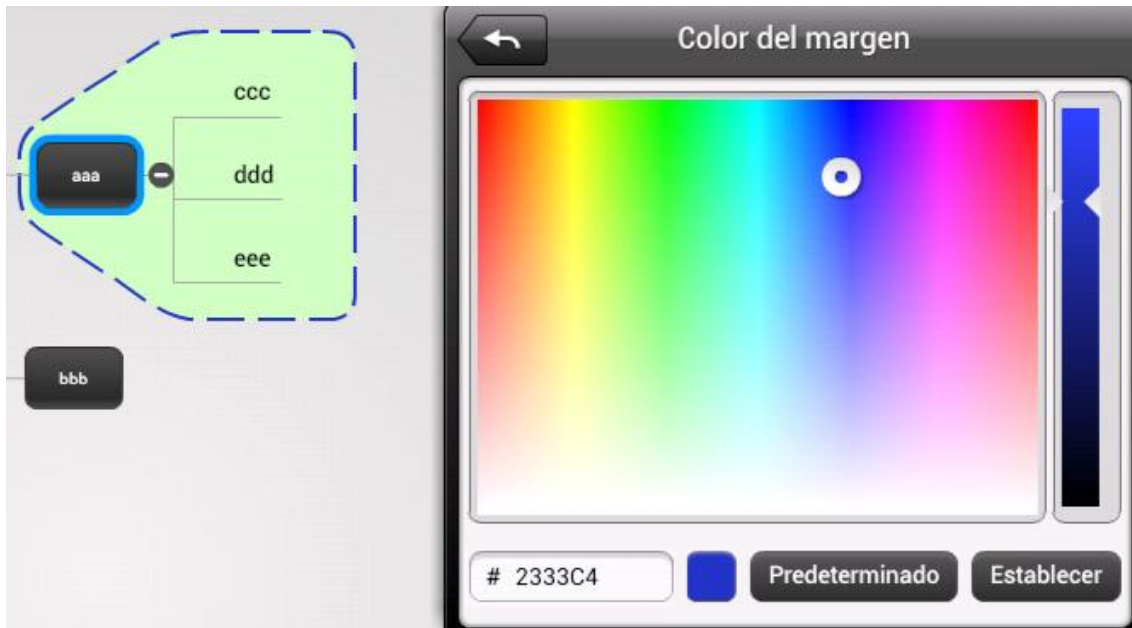 ccc
aaa
ddd
eee
bbb
Color del margen
# 2333C4
Predeterminado
Establecer